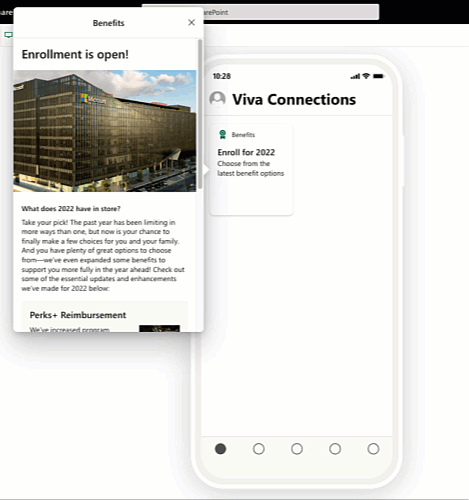 SharePoint
Benefits
Enrollment is open!
Microsoft
What does 2022 have in store?
Take your pick! The past year has been limiting in
more ways than one, but now is your chance to
finally make a few choices for you and your family.
And you have plenty of great options to choose
from—we've even expanded some benefits to
support you more fully in the year ahead! Check out
some of the essential updates and enhancements
we've made for 2022 below:
Perks+ Reimbursement
We've increased program
10:28
Viva Connections
Benefits
Enroll for 2022
Choose from the
latest benefit options